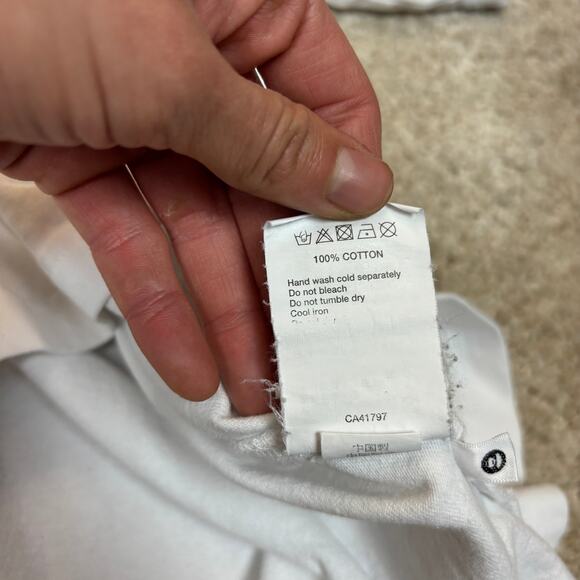 100% COTTON
Hand wash cold separately
Do not bleach
Do not tumble dry
Cool iron
CA41797